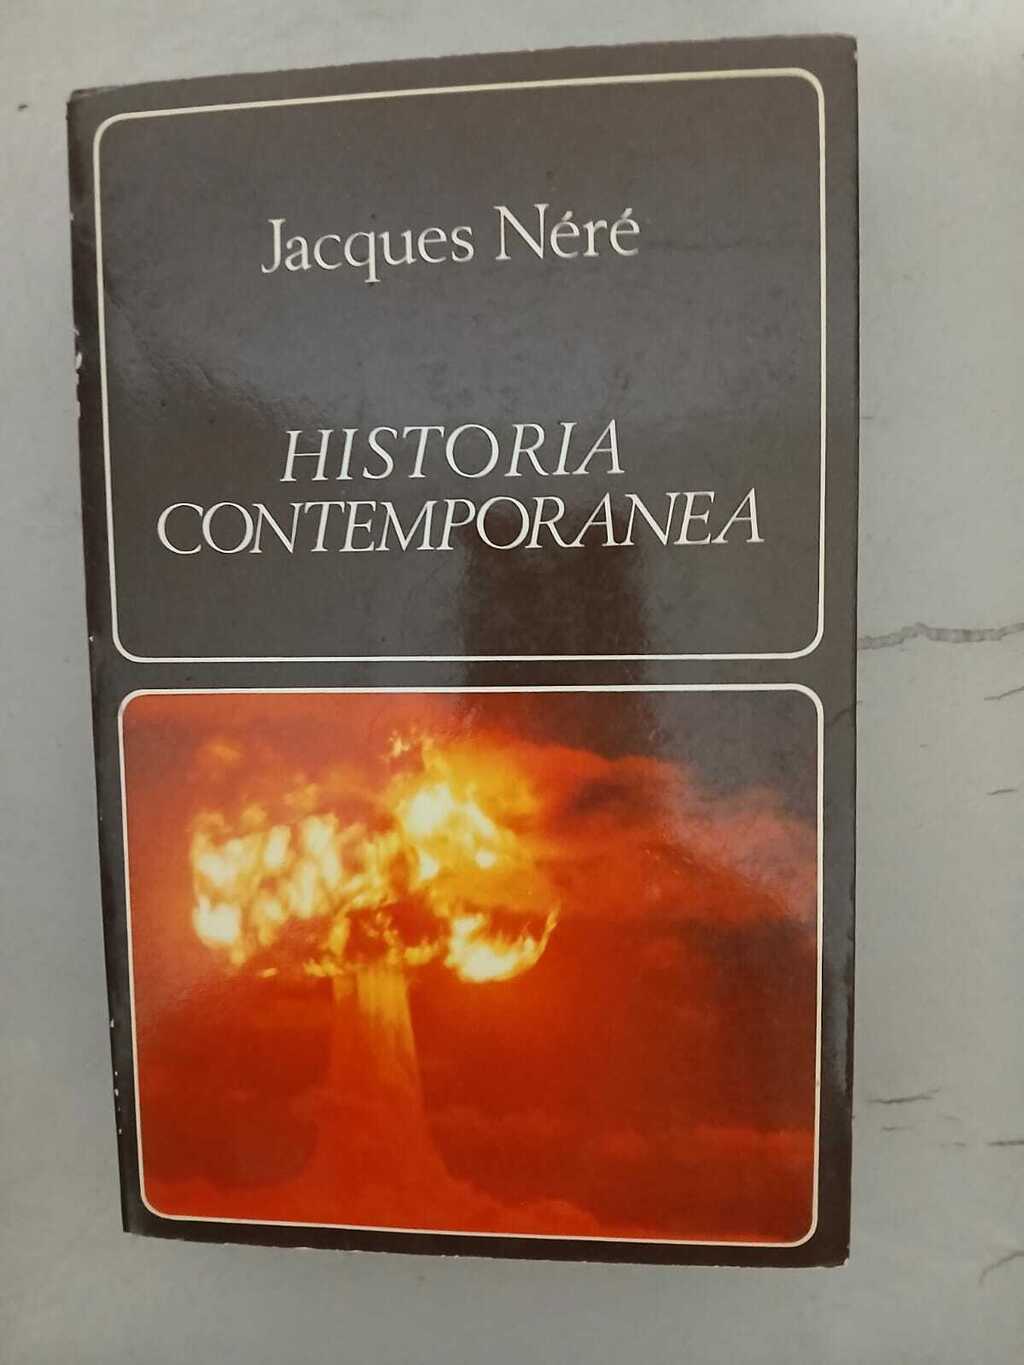 Jacques Néré
HISTORIA
CONTEMPORANEA